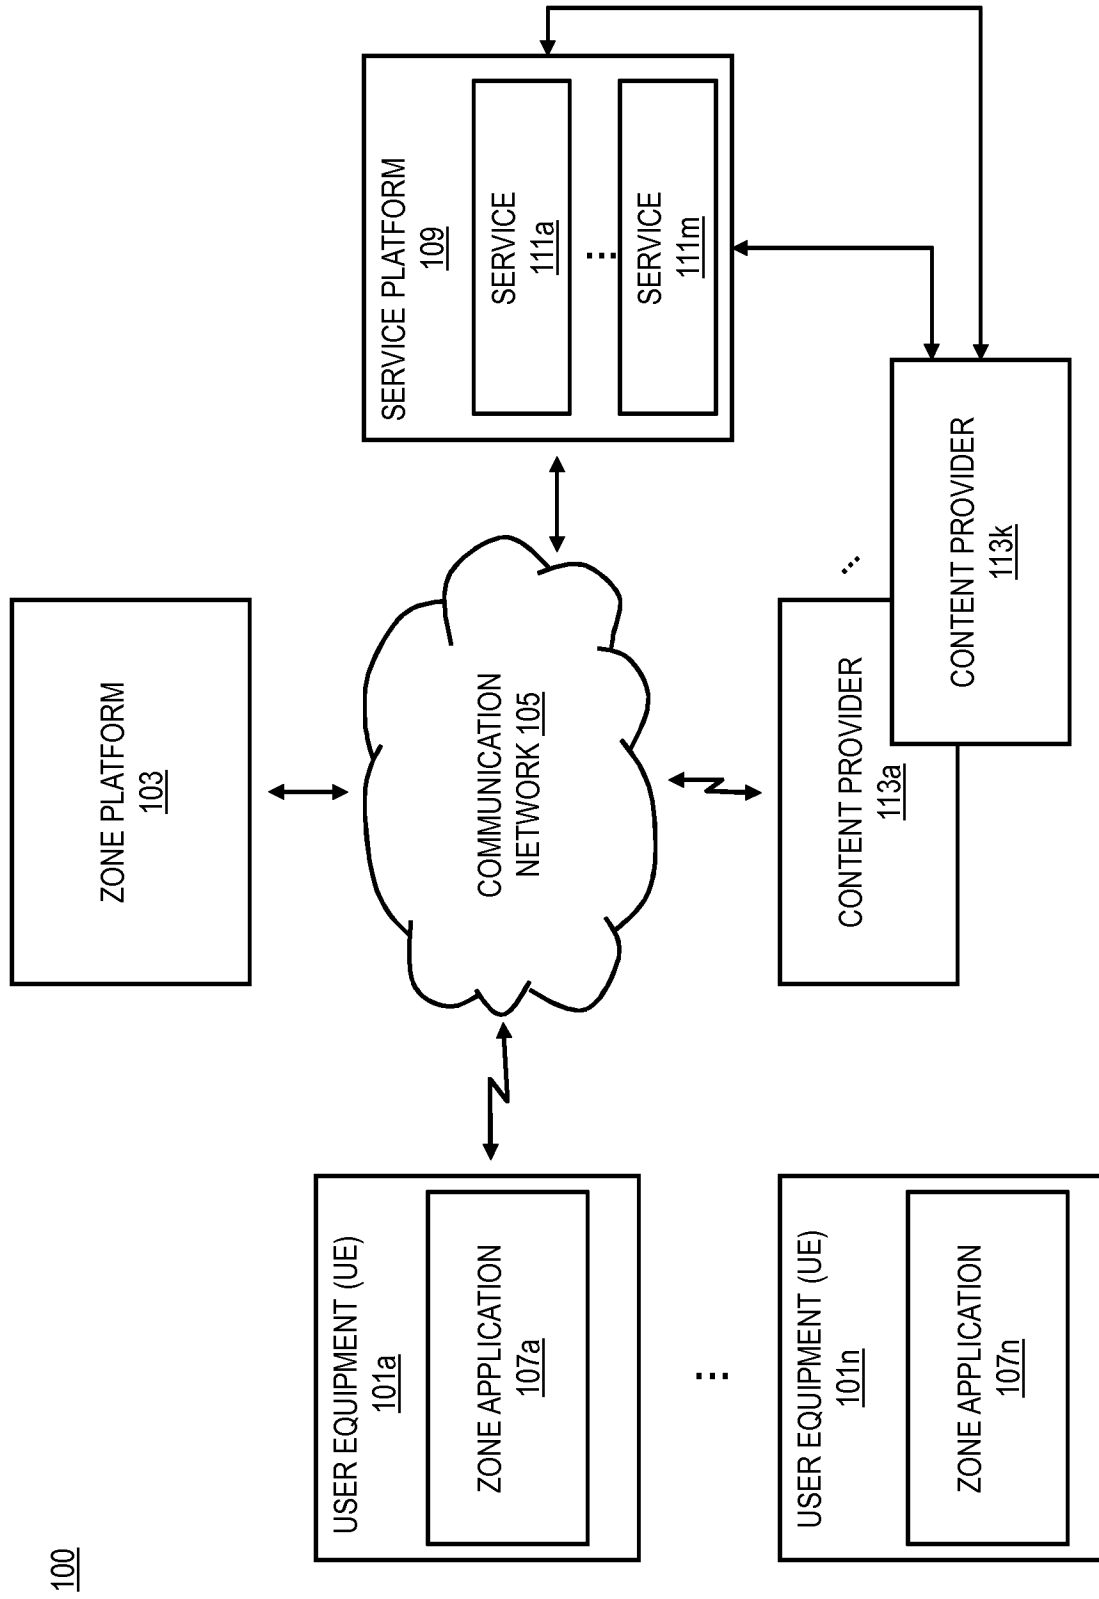 100
ZONE PLATFORM
103
USER EQUIPMENT (UE)
101a
ZONE APPLICATION
107a
...
USER EQUIPMENT (UE)
101n
ZONE APPLICATION
107n
COMMUNICATION
NETWORK 105
SERVICE PLATFORM
109
SERVICE
111a
...
SERVICE
111m
CONTENT PROVIDER
113a
...
CONTENT PROVIDER
113k